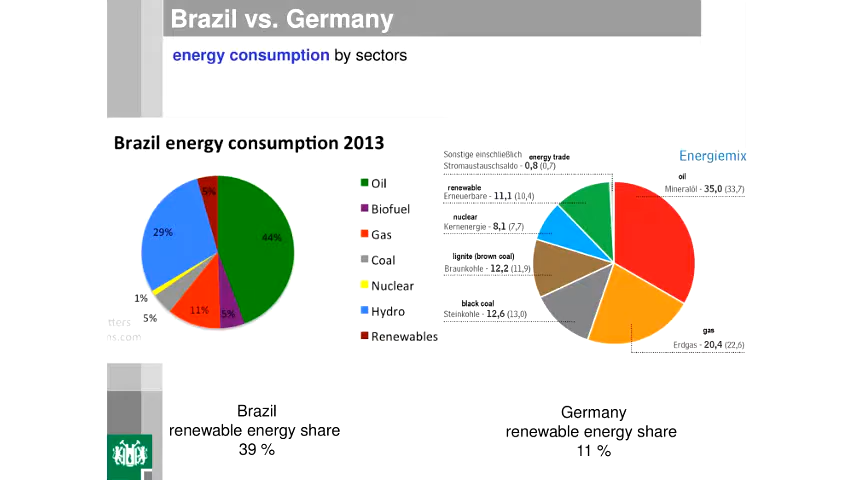 Brazil vs. Germany
energy consumption by sectors
Brazil energy consumption 2013
5%
29%
44%
1%
5%
11%
5%
tters
ns.com
Oil
Biofuel
Gas
Coal
Nuclear
Hydro
Renewables
Energiemix
Sonstige einschließlich energy trade
Stromaustauschsaldo - 0,8 (0,7)
oil
Mineralöl - 35,0 (33,7)
renewable
Erneuerbare - 11,1 (10,4)
nuclear
Kernenergie - 8,1 (7,7)
lignite (brown coal)
Braunkohle - 12,2 (11,9)
black coal
Steinkohle - 12,6 (13,0)
gas
Erdgas - 20,4 (22,6)
Brazil
renewable energy share
39 %
Germany
renewable energy share
11 %